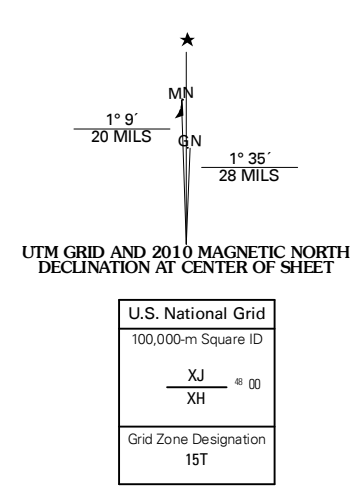 ★
MN
1° 9´
20 MILS
GN
1° 35´
28 MILS
UTM GRID AND 2010 MAGNETIC NORTH
DECLINATION AT CENTER OF SHEET
U.S. National Grid
100,000-m Square ID
XJ
XH
48 00
Grid Zone Designation
15T